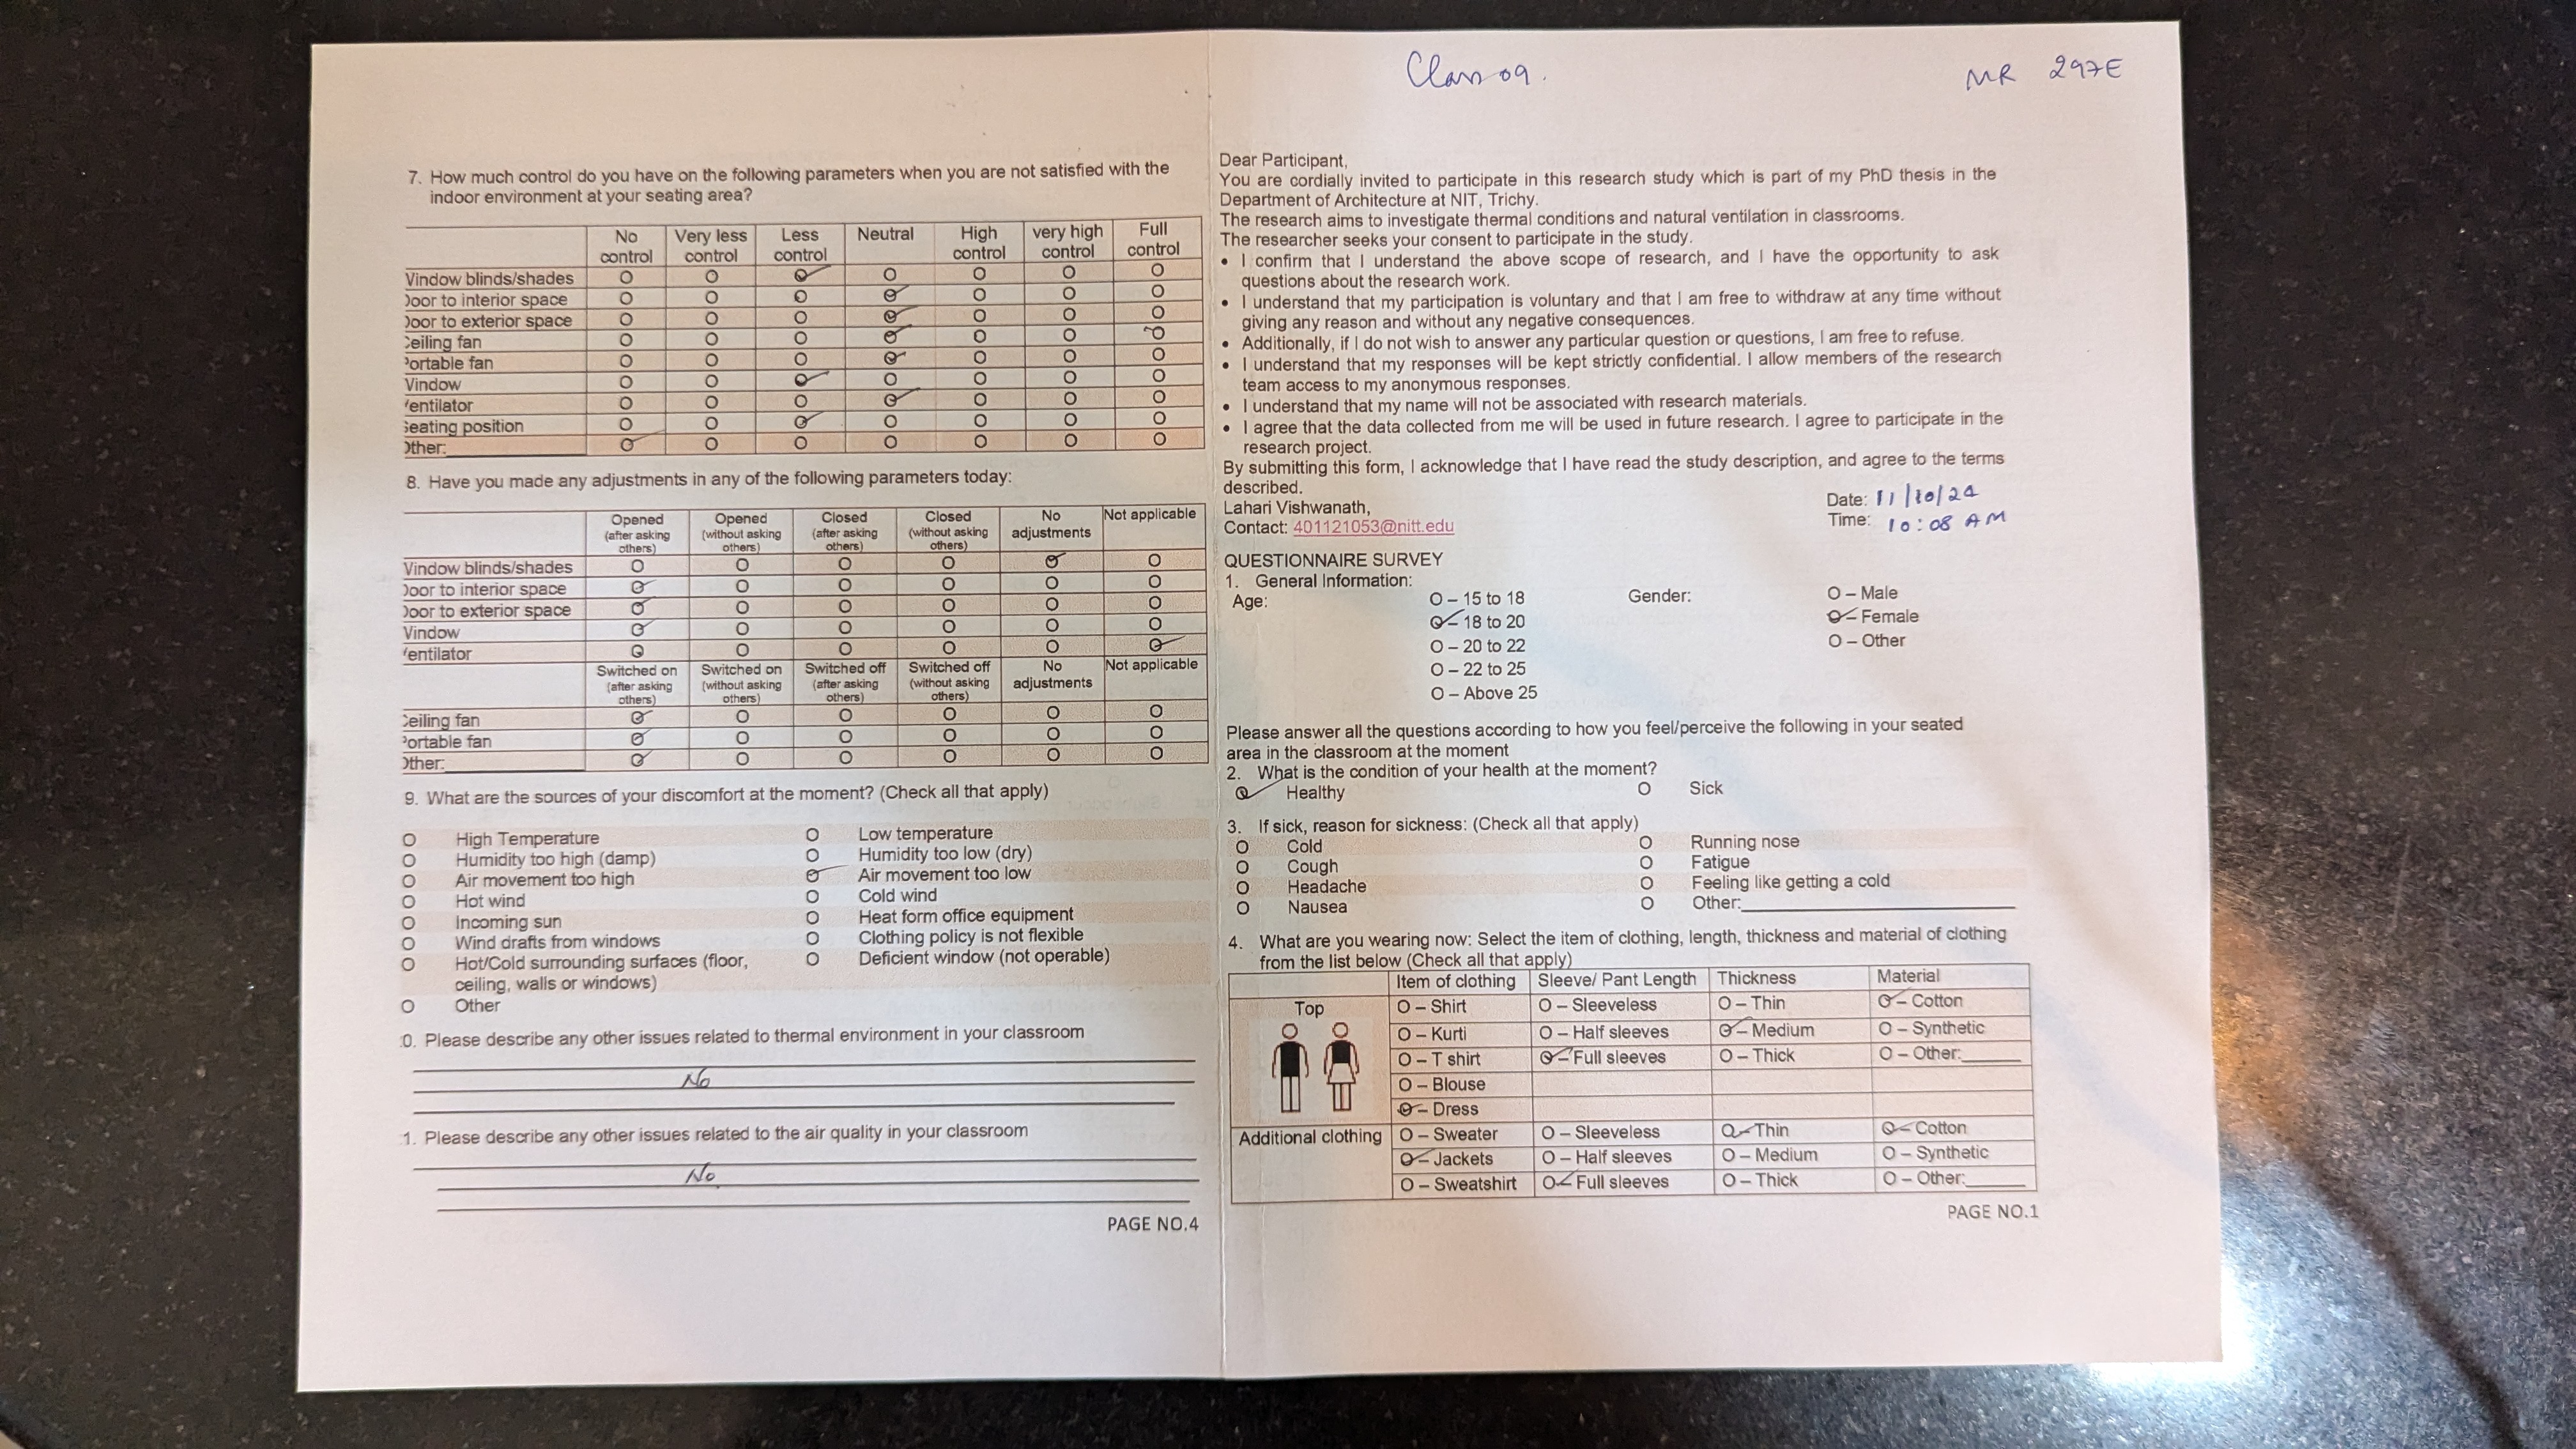 7. How much control do you have on the following parameters when you are not satisfied with the
indoor environment at your seating area?
No control | Very less control | Less control | Neutral | High control | very high control | Full control
Vindow blinds/shades
Door to interior space
Door to exterior space
Ceiling fan
Portable fan
Vindow
Ventilator
Seating position
Other:
8. Have you made any adjustments in any of the following parameters today:
Opened (after asking others) | Opened (without asking others) | Closed (after asking others) | Closed (without asking others) | No adjustments | Not applicable
Vindow blinds/shades
Door to interior space
Door to exterior space
Vindow
Ventilator
Switched on (after asking others) | Switched on (without asking others) | Switched off (after asking others) | Switched off (without asking others) | No adjustments | Not applicable
Ceiling fan
Portable fan
Other:
9. What are the sources of your discomfort at the moment? (Check all that apply)
O High Temperature O Low temperature
O Humidity too high (damp) O Humidity too low (dry)
O Air movement too high O Air movement too low
O Hot wind O Cold wind
O Incoming sun O Heat form office equipment
O Wind drafts from windows O Clothing policy is not flexible
O Hot/Cold surrounding surfaces (floor, O Deficient window (not operable)
ceiling, walls or windows)
O Other
0. Please describe any other issues related to thermal environment in your classroom
No
1. Please describe any other issues related to the air quality in your classroom
No
PAGE NO.4
Class 09.
MR 297E
Dear Participant,
You are cordially invited to participate in this research study which is part of my PhD thesis in the
Department of Architecture at NIT, Trichy.
The research aims to investigate thermal conditions and natural ventilation in classrooms.
The researcher seeks your consent to participate in the study.
• I confirm that I understand the above scope of research, and I have the opportunity to ask
questions about the research work.
• I understand that my participation is voluntary and that I am free to withdraw at any time without
giving any reason and without any negative consequences.
• Additionally, if I do not wish to answer any particular question or questions, I am free to refuse.
• I understand that my responses will be kept strictly confidential. I allow members of the research
team access to my anonymous responses.
• I understand that my name will not be associated with research materials.
• I agree that the data collected from me will be used in future research. I agree to participate in the
research project.
By submitting this form, I acknowledge that I have read the study description, and agree to the terms
described.
Lahari Vishwanath,
Contact: 401121053@nitt.edu
Date: 11/10/24
Time: 10:08 AM
QUESTIONNAIRE SURVEY
1. General Information:
Age: O – 15 to 18 Gender: O – Male
O – 18 to 20 O – Female
O – 20 to 22 O – Other
O – 22 to 25
O – Above 25
Please answer all the questions according to how you feel/perceive the following in your seated
area in the classroom at the moment
2. What is the condition of your health at the moment?
O Healthy O Sick
3. If sick, reason for sickness: (Check all that apply)
O Cold O Running nose
O Cough O Fatigue
O Headache O Feeling like getting a cold
O Nausea O Other:
4. What are you wearing now: Select the item of clothing, length, thickness and material of clothing
from the list below (Check all that apply)
Item of clothing | Sleeve/ Pant Length | Thickness | Material
Top | O – Shirt | O – Sleeveless | O – Thin | O – Cotton
O – Kurti | O – Half sleeves | O – Medium | O – Synthetic
O – T shirt | O – Full sleeves | O – Thick | O – Other:
O – Blouse
O – Dress
Additional clothing | O – Sweater | O – Sleeveless | O – Thin | O – Cotton
O – Jackets | O – Half sleeves | O – Medium | O – Synthetic
O – Sweatshirt | O – Full sleeves | O – Thick | O – Other:
PAGE NO.1